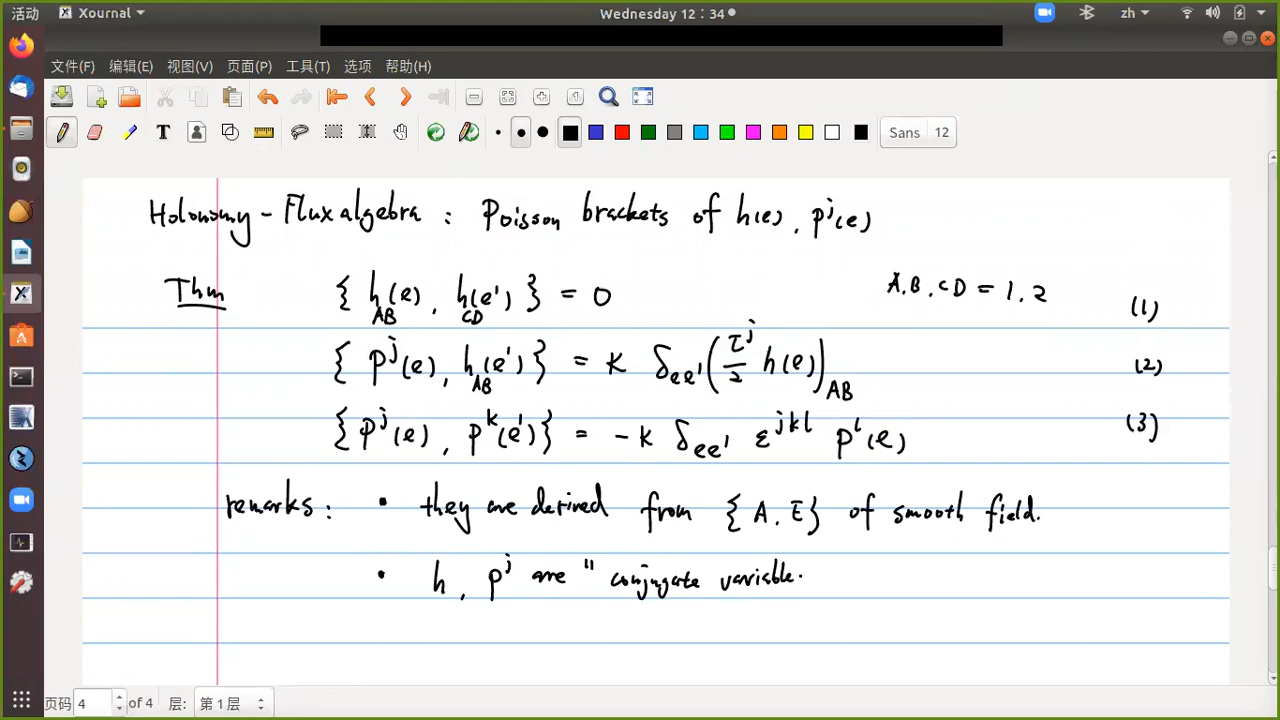 活动 Xournal Wednesday 12：34 zh
文件(F) 编辑(E) 视图(V) 页面(P) 工具(T) 选项 帮助(H)
Sans 12
Holonomy - Flux algebra : Poisson brackets of h(e), p^j(e)
Thm { h_AB(e), h_CD(e') } = 0 A.B.CD = 1.2 (1)
{ p^j(e), h_AB(e') } = κ δ_ee' (τ^j/2 h(e))_AB (2)
{ p^j(e), p^k(e') } = -κ δ_ee' ε^jkl p^l(e) (3)
remarks: • they are derived from {A.E} of smooth field.
• h, p^j are " conjugate variable.
页码 4 of 4 层: 第 1 层